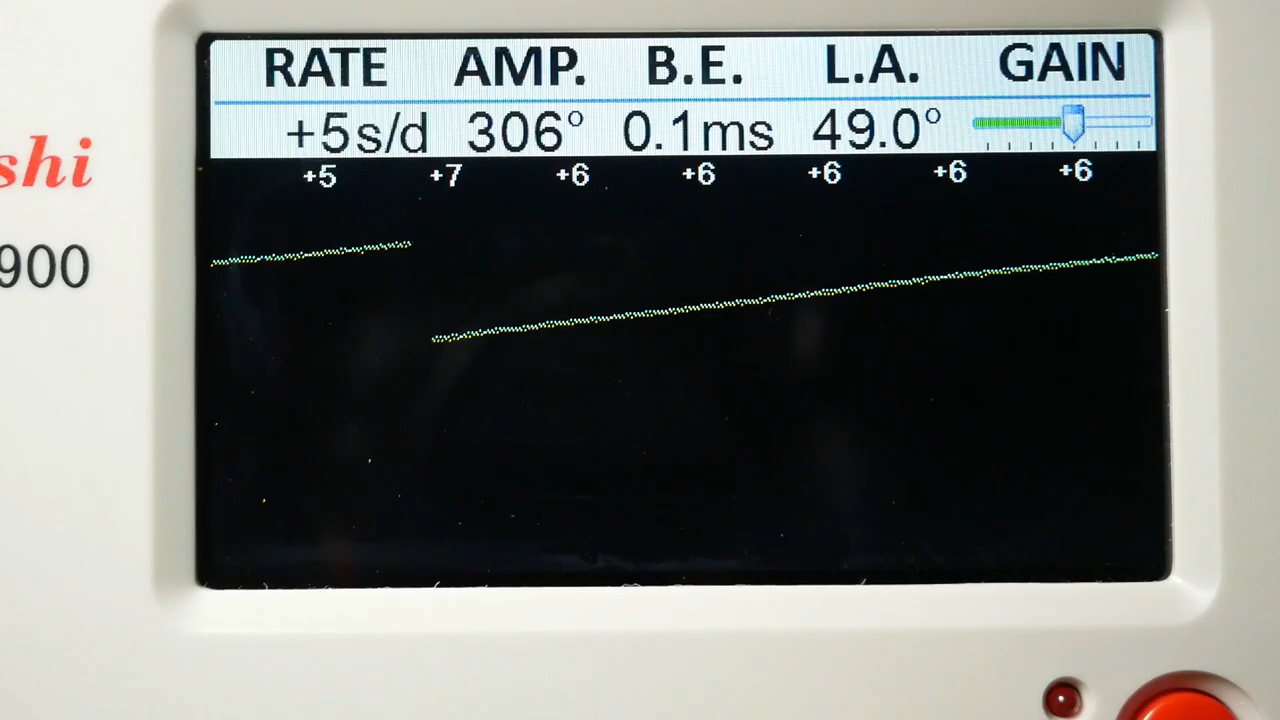 RATE AMP. B.E. L.A. GAIN
+5s/d 306° 0.1ms 49.0°
+5 +7 +6 +6 +6 +6 +6
shi
900